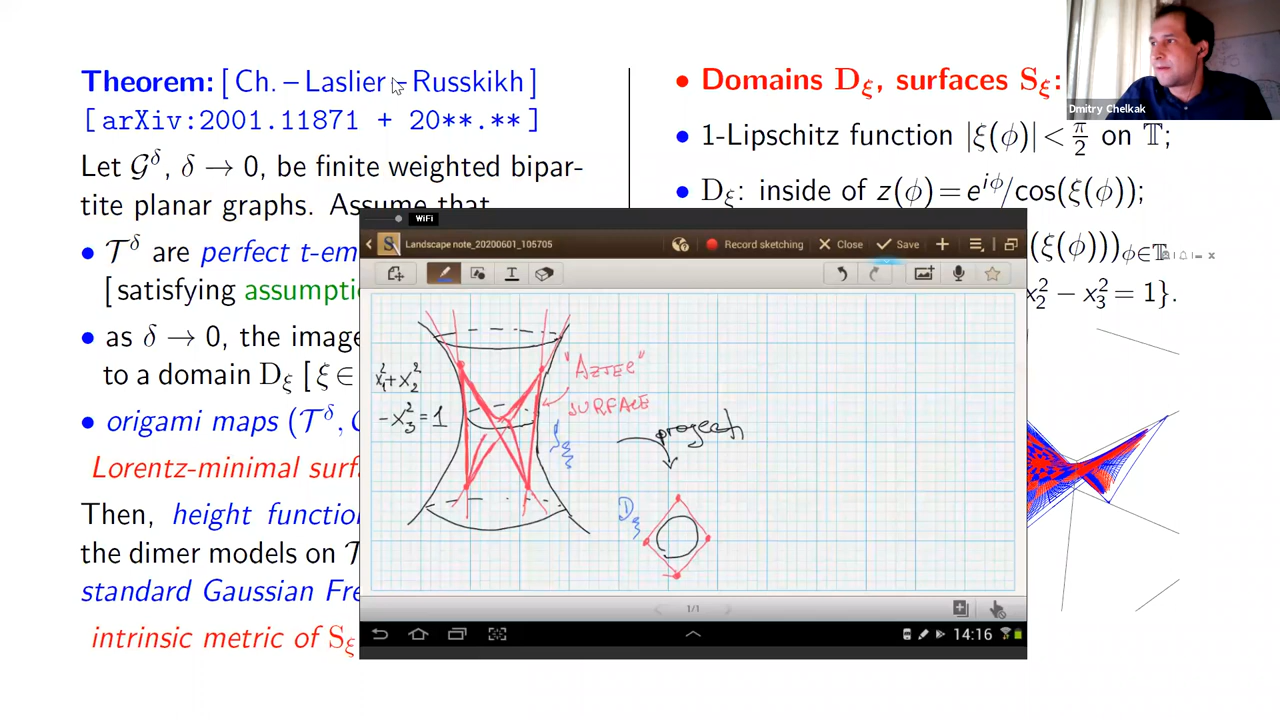 Theorem: [ Ch. – Laslier – Russkikh ]
[ arXiv:2001.11871 + 20**.** ]
Let 𝒢^δ, δ → 0, be finite weighted bipar-
tite planar graphs. Assume that
• 𝒯^δ are perfect t-em
[ satisfying assumpti
• as δ → 0, the image
to a domain D_ξ [ ξ ∈
• origami maps (𝒯^δ,
Lorentz-minimal surf
Then, height function
the dimer models on 𝒯
standard Gaussian Fre
intrinsic metric of S_ξ
• Domains D_ξ, surfaces S_ξ:
• 1-Lipschitz function |ξ(ϕ)| < π/2 on 𝕋;
• D_ξ: inside of z(ϕ) = e^{iϕ}/cos(ξ(ϕ));
(ξ(ϕ)))_{ϕ∈𝕋}
x_2^2 − x_3^2 = 1}.
Dmitry Chelkak
WiFi
Landscape note_20200601_105705
Record sketching
Close
Save
x_1^2 + x_2^2
- x_3^2 = 1
"AZTEC"
SURFACE
S_ξ
project
D_ξ
1/1
14:16